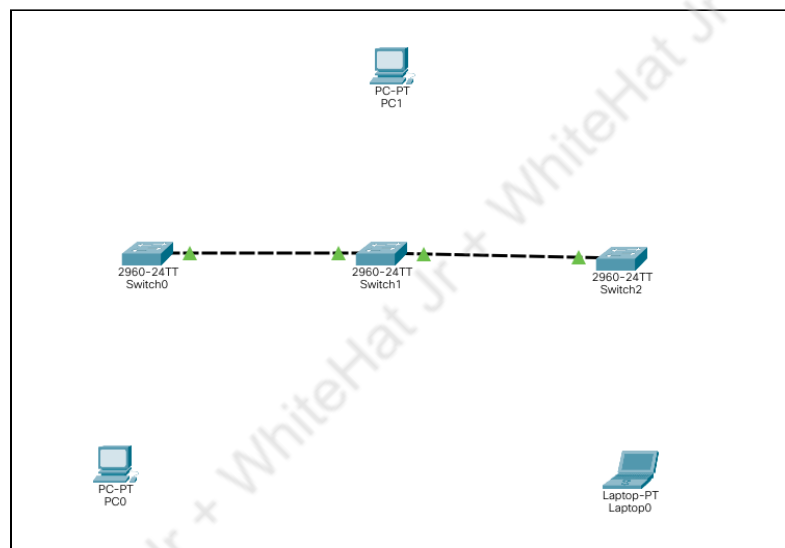 PC-PT
PC1
2960-24TT
Switch0
2960-24TT
Switch1
2960-24TT
Switch2
PC-PT
PC0
Laptop-PT
Laptop0
Jr + WhiteHat Jr + WhiteHat Jr